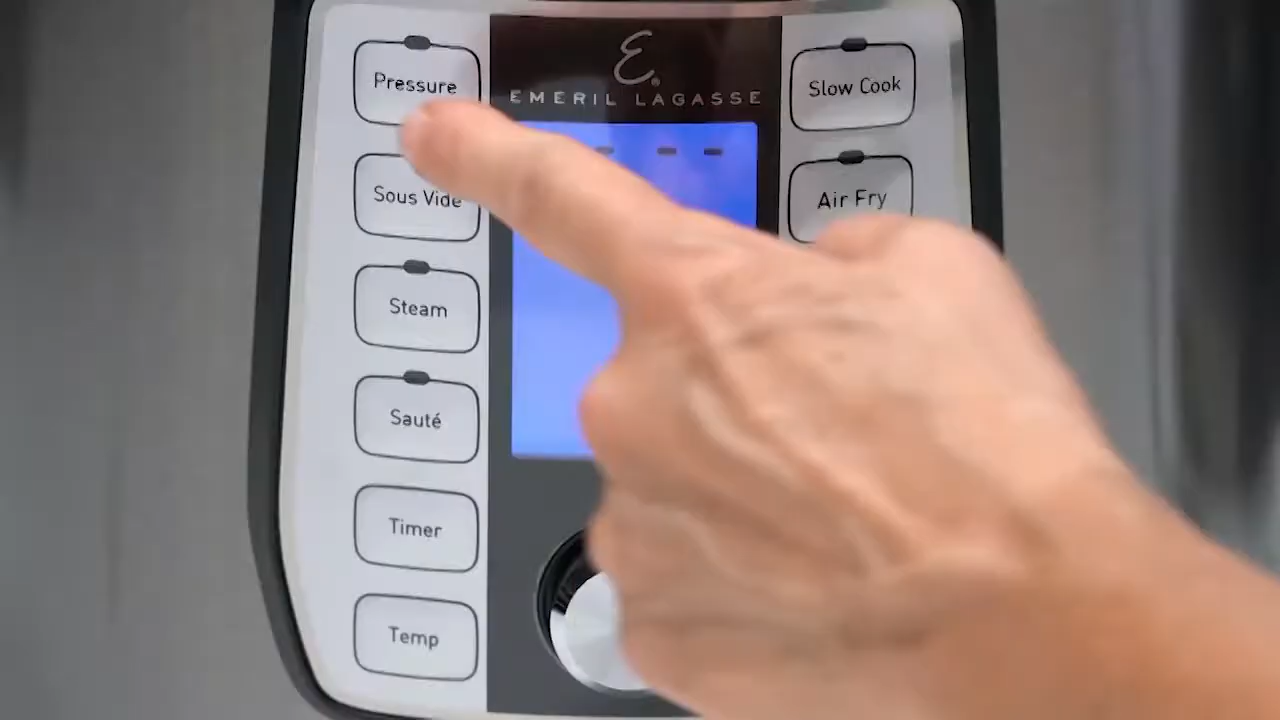 Pressure
Sous Vide
Steam
Sauté
Timer
Temp
E®
EMERIL LAGASSE
- - -
Slow Cook
Air Fry